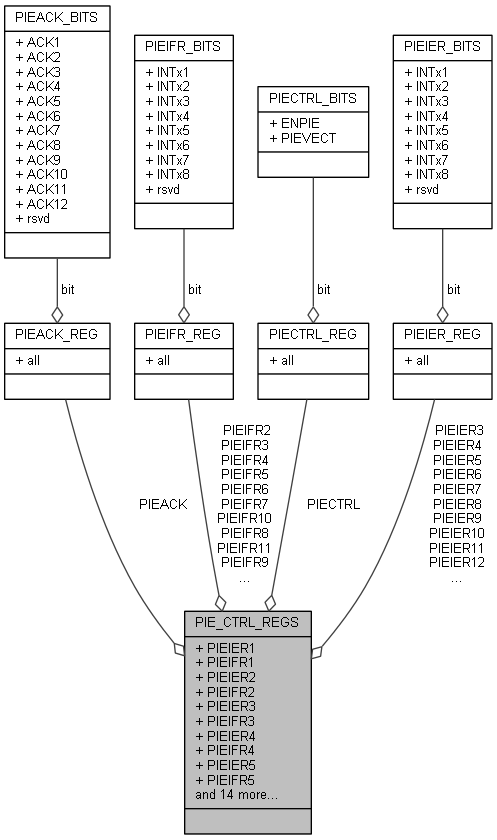 PIEACK_BITS
+ ACK1
+ ACK2
+ ACK3
+ ACK4
+ ACK5
+ ACK6
+ ACK7
+ ACK8
+ ACK9
+ ACK10
+ ACK11
+ ACK12
+ rsvd
PIEIFR_BITS
+ INTx1
+ INTx2
+ INTx3
+ INTx4
+ INTx5
+ INTx6
+ INTx7
+ INTx8
+ rsvd
PIECTRL_BITS
+ ENPIE
+ PIEVECT
PIEIER_BITS
+ INTx1
+ INTx2
+ INTx3
+ INTx4
+ INTx5
+ INTx6
+ INTx7
+ INTx8
+ rsvd
bit
bit
bit
bit
PIEACK_REG
+ all
PIEIFR_REG
+ all
PIECTRL_REG
+ all
PIEIER_REG
+ all
PIEACK
PIEIFR2
PIEIFR3
PIEIFR4
PIEIFR5
PIEIFR6
PIEIFR7
PIEIFR10
PIEIFR8
PIEIFR11
PIEIFR9
...
PIECTRL
PIEIER3
PIEIER4
PIEIER5
PIEIER6
PIEIER7
PIEIER8
PIEIER9
PIEIER10
PIEIER11
PIEIER12
...
PIE_CTRL_REGS
+ PIEIER1
+ PIEIFR1
+ PIEIER2
+ PIEIFR2
+ PIEIER3
+ PIEIFR3
+ PIEIER4
+ PIEIFR4
+ PIEIER5
+ PIEIFR5
and 14 more...